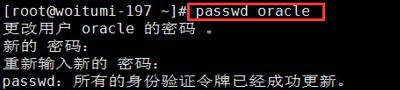 [root@woitumi-197 ~]# passwd oracle
更改用户 oracle 的密码 。
新的 密码：
重新输入新的 密码：
passwd：所有的身份验证令牌已经成功更新。